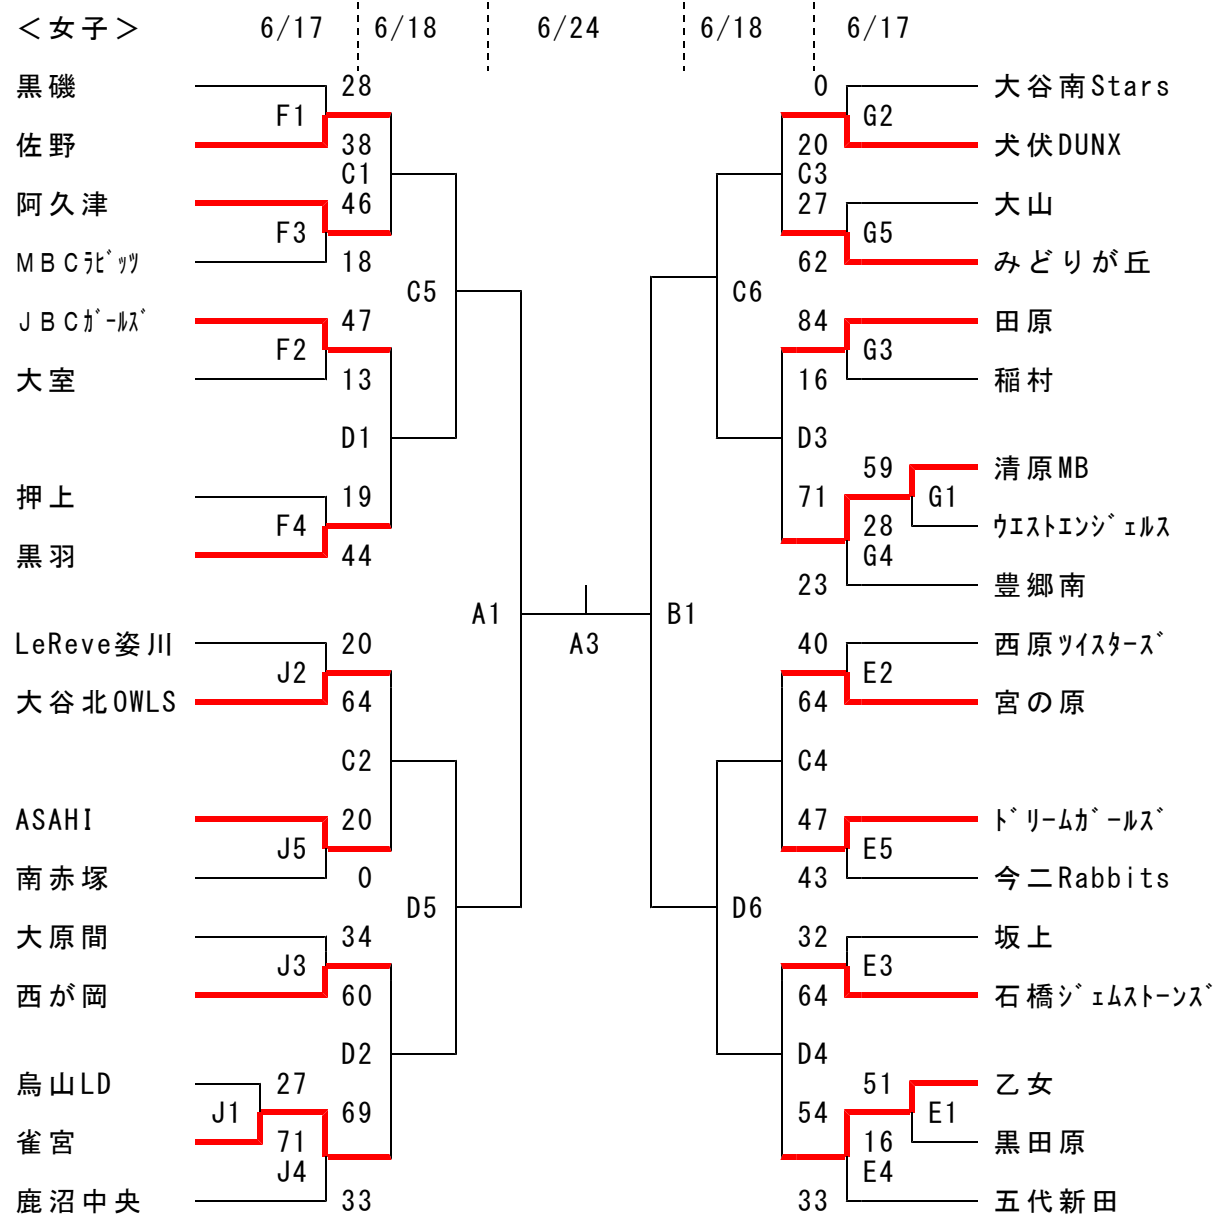 ＜女子＞ 6/17 6/18 6/24 6/18 6/17
黒磯 28 0 大谷南Stars
F1 G2
佐野 38 20 犬伏DUNX
C1 C3
阿久津 46 27 大山
F3 G5
ＭＢＣﾗﾋﾞｯﾂ 18 62 みどりが丘
C5 C6
ＪＢＣｶﾞｰﾙｽﾞ 47 84 田原
F2 G3
大室 13 16 稲村
D1 D3
59 清原MB
押上 19 71 G1
F4 28 ｳｴｽﾄｴﾝｼﾞｪﾙｽ
黒羽 44 G4
23 豊郷南
A1 B1
LeReve姿川 20 A3 40 西原ﾂｲｽﾀｰｽﾞ
J2 E2
大谷北OWLS 64 64 宮の原
C2 C4
ASAHI 20 47 ﾄﾞﾘｰﾑｶﾞｰﾙｽﾞ
J5 E5
南赤塚 0 43 今二Rabbits
D5 D6
大原間 34 32 坂上
J3 E3
西が岡 60 64 石橋ｼﾞｪﾑｽﾄｰﾝｽﾞ
D2 D4
烏山LD 27 51 乙女
J1 69 54 E1
雀宮 71 16 黒田原
J4 E4
鹿沼中央 33 33 五代新田